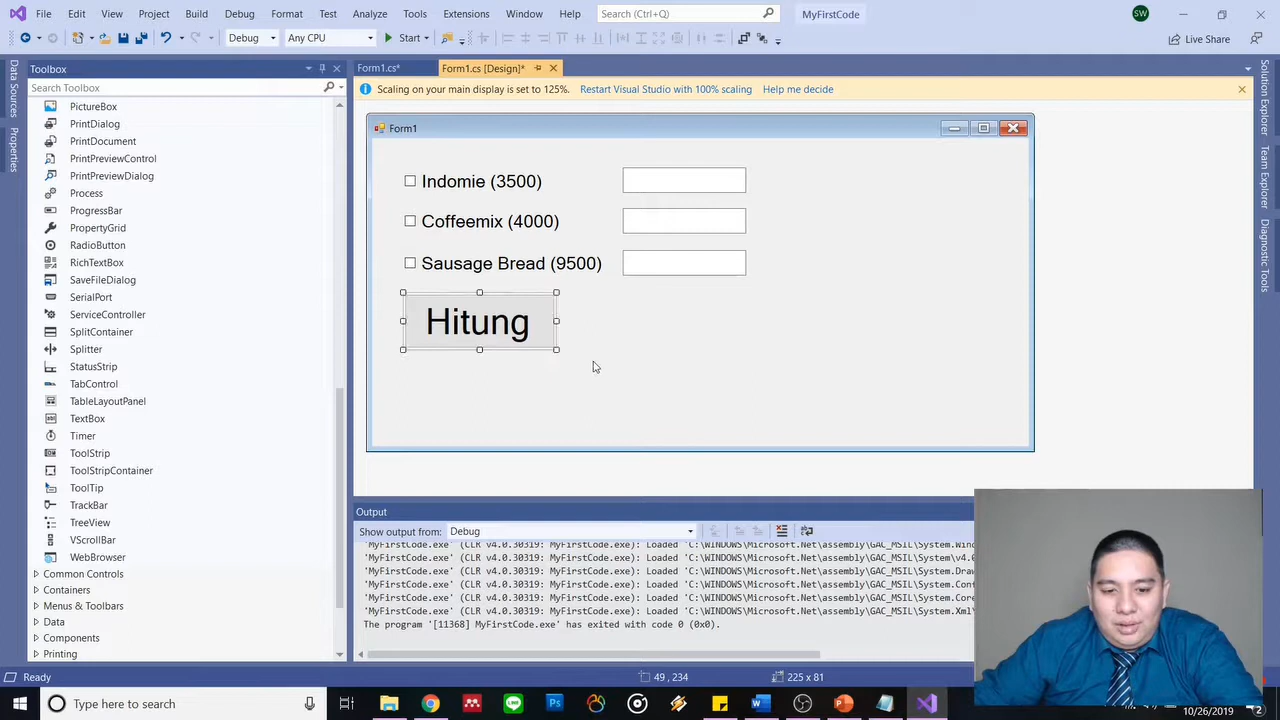 File Edit View Project Build Debug Format Test Analyze Tools Extensions Window Help Search (Ctrl+Q) MyFirstCode SW
Debug Any CPU Start Live Share
Toolbox Form1.cs* Form1.cs [Design]*
Search Toolbox
Scaling on your main display is set to 125%. Restart Visual Studio with 100% scaling Help me decide
Data Sources
Properties
PictureBox
PrintDialog
PrintDocument
PrintPreviewControl
PrintPreviewDialog
Process
ProgressBar
PropertyGrid
RadioButton
RichTextBox
SaveFileDialog
SerialPort
ServiceController
SplitContainer
Splitter
StatusStrip
TabControl
TableLayoutPanel
TextBox
Timer
ToolStrip
ToolStripContainer
ToolTip
TrackBar
TreeView
VScrollBar
WebBrowser
Common Controls
Containers
Menus & Toolbars
Data
Components
Printing
Form1
Indomie (3500)
Coffeemix (4000)
Sausage Bread (9500)
Hitung
Solution Explorer
Team Explorer
Diagnostic Tools
Output
Show output from: Debug
'MyFirstCode.exe' (CLR v4.0.30319: MyFirstCode.exe): Loaded 'C:\WINDOWS\Microsoft.Net\assembly\GAC_MSIL\System.Wind
'MyFirstCode.exe' (CLR v4.0.30319: MyFirstCode.exe): Loaded 'C:\WINDOWS\Microsoft.Net\assembly\GAC_MSIL\System\v4.0
'MyFirstCode.exe' (CLR v4.0.30319: MyFirstCode.exe): Loaded 'C:\WINDOWS\Microsoft.Net\assembly\GAC_MSIL\System.Draw
'MyFirstCode.exe' (CLR v4.0.30319: MyFirstCode.exe): Loaded 'C:\WINDOWS\Microsoft.Net\assembly\GAC_MSIL\System.Conf
'MyFirstCode.exe' (CLR v4.0.30319: MyFirstCode.exe): Loaded 'C:\WINDOWS\Microsoft.Net\assembly\GAC_MSIL\System.Core
'MyFirstCode.exe' (CLR v4.0.30319: MyFirstCode.exe): Loaded 'C:\WINDOWS\Microsoft.Net\assembly\GAC_MSIL\System.Xml\
The program '[11368] MyFirstCode.exe' has exited with code 0 (0x0).
Ready 49 , 234 225 x 81
Type here to search 10/26/2019